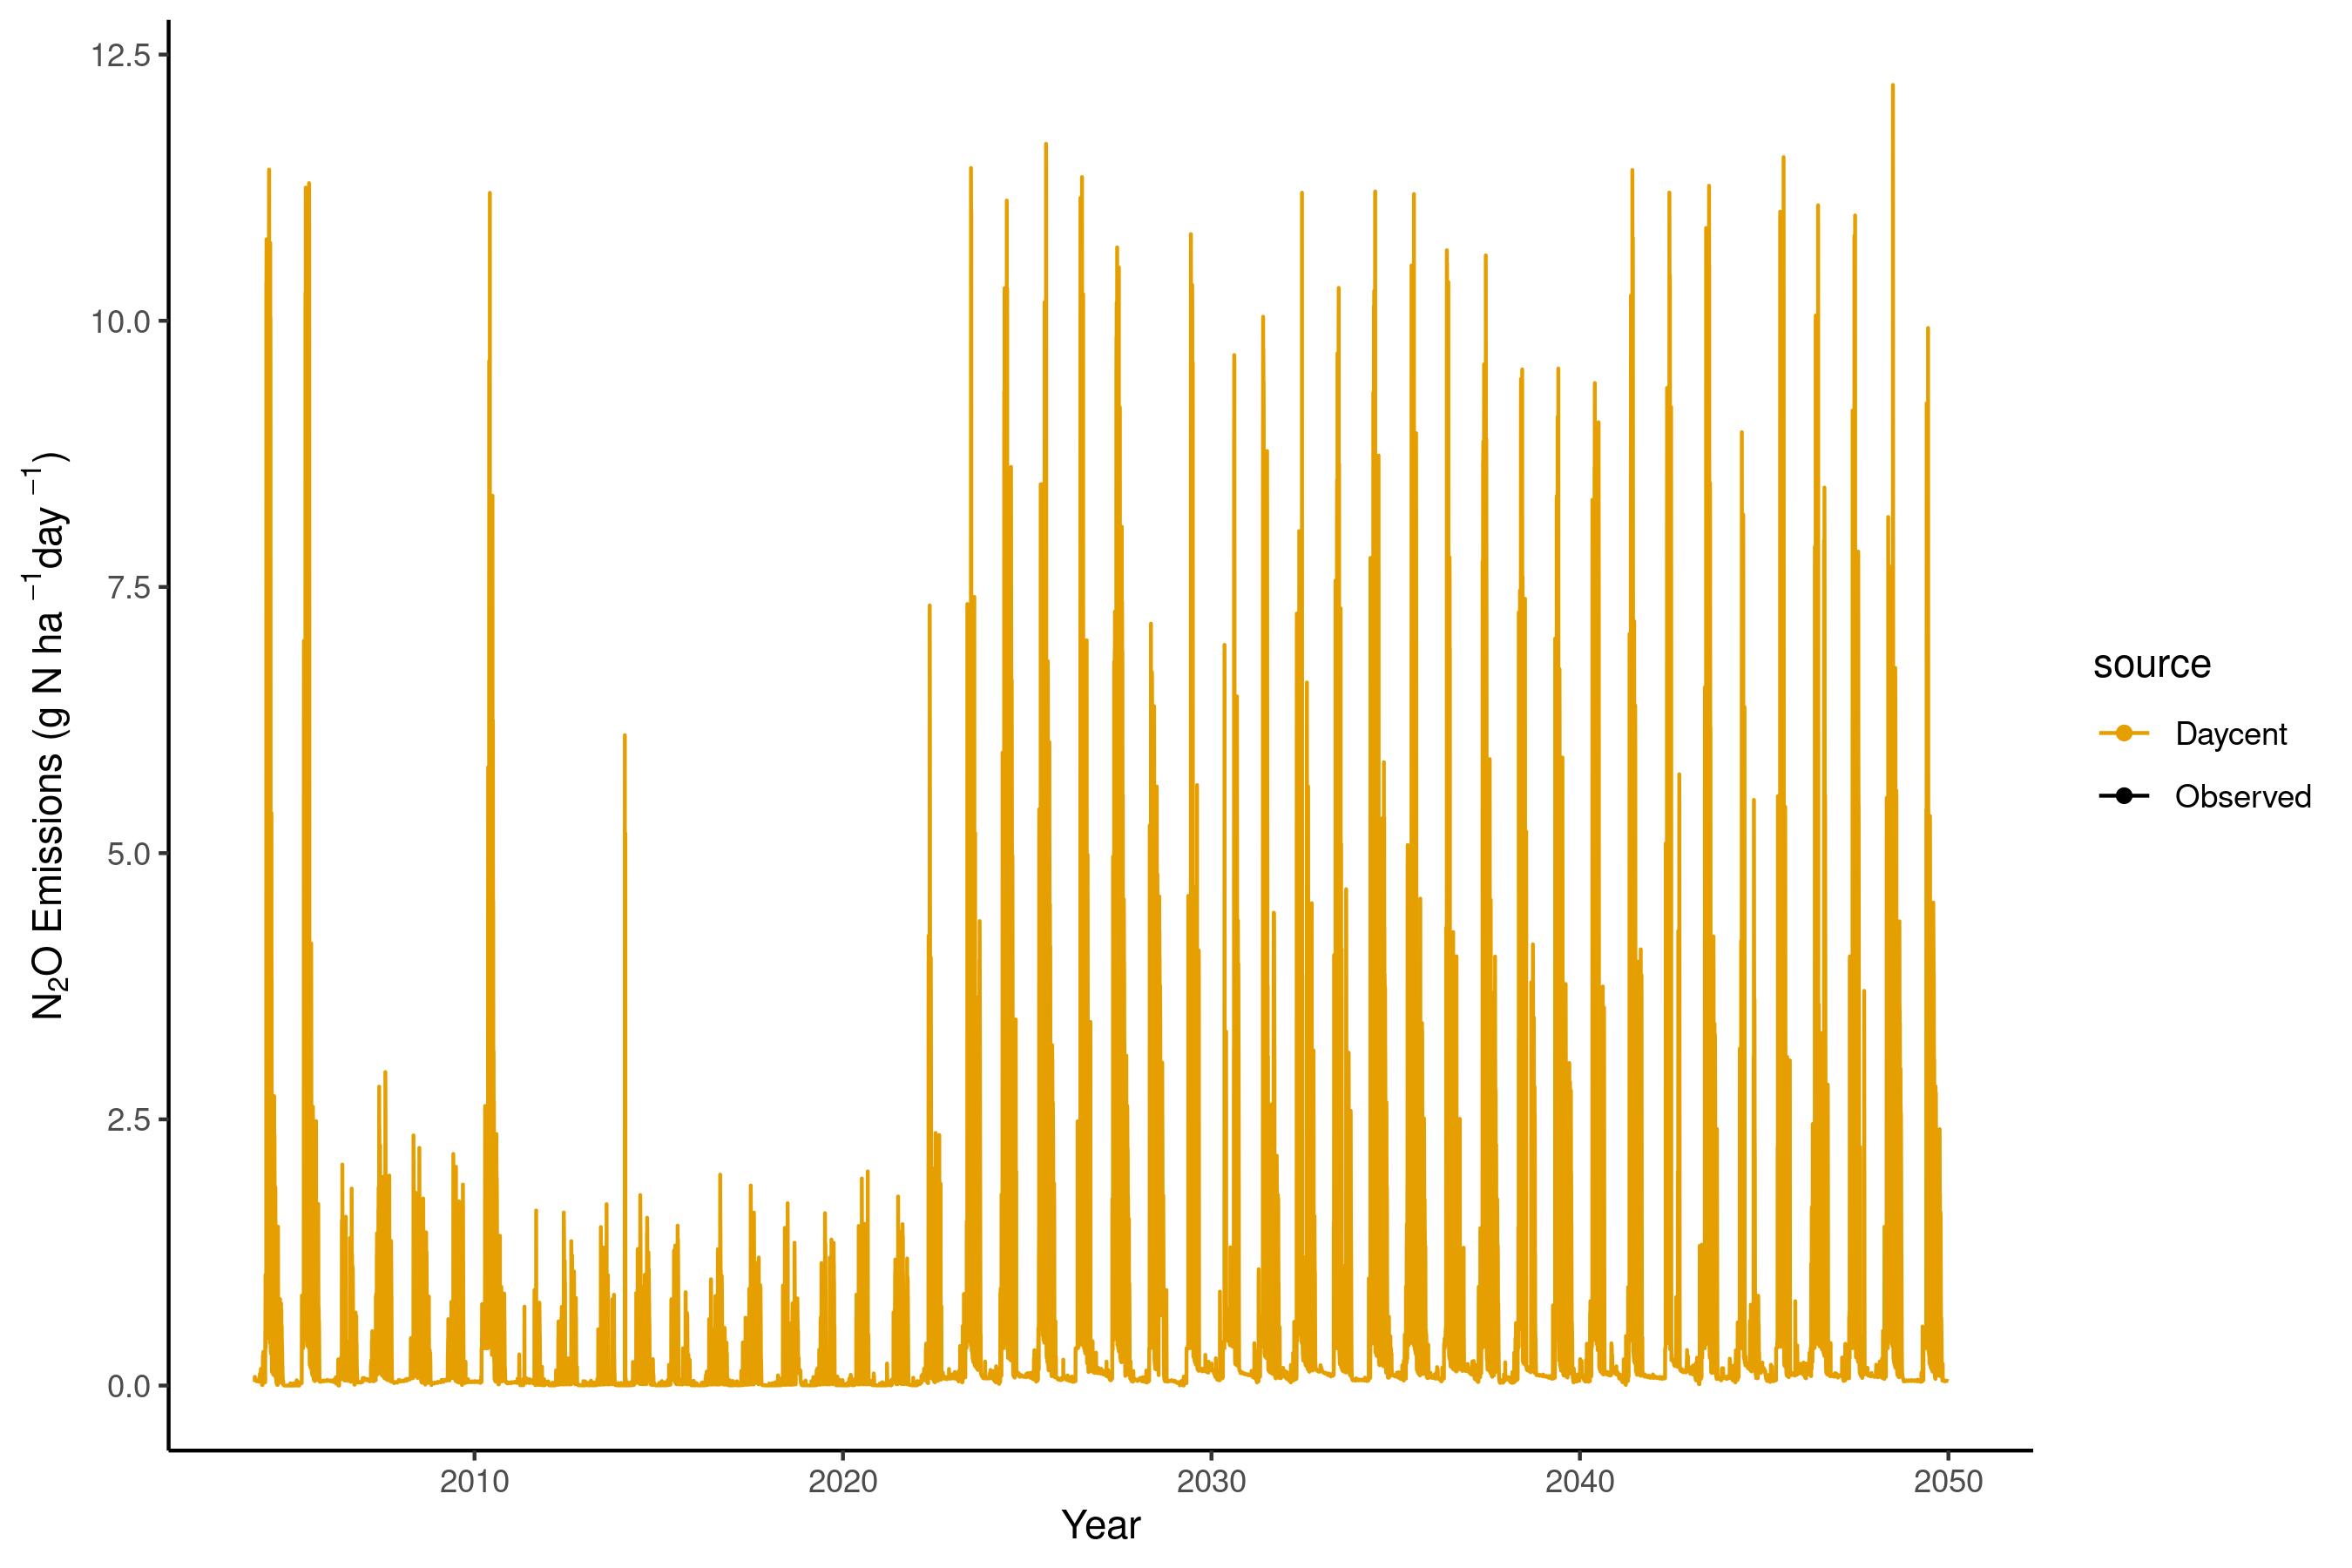 12.5
10.0
7.5
5.0
2.5
0.0
N₂O Emissions (g N ha ⁻¹day ⁻¹)
2010 2020 2030 2040 2050
Year
source
Daycent
Observed